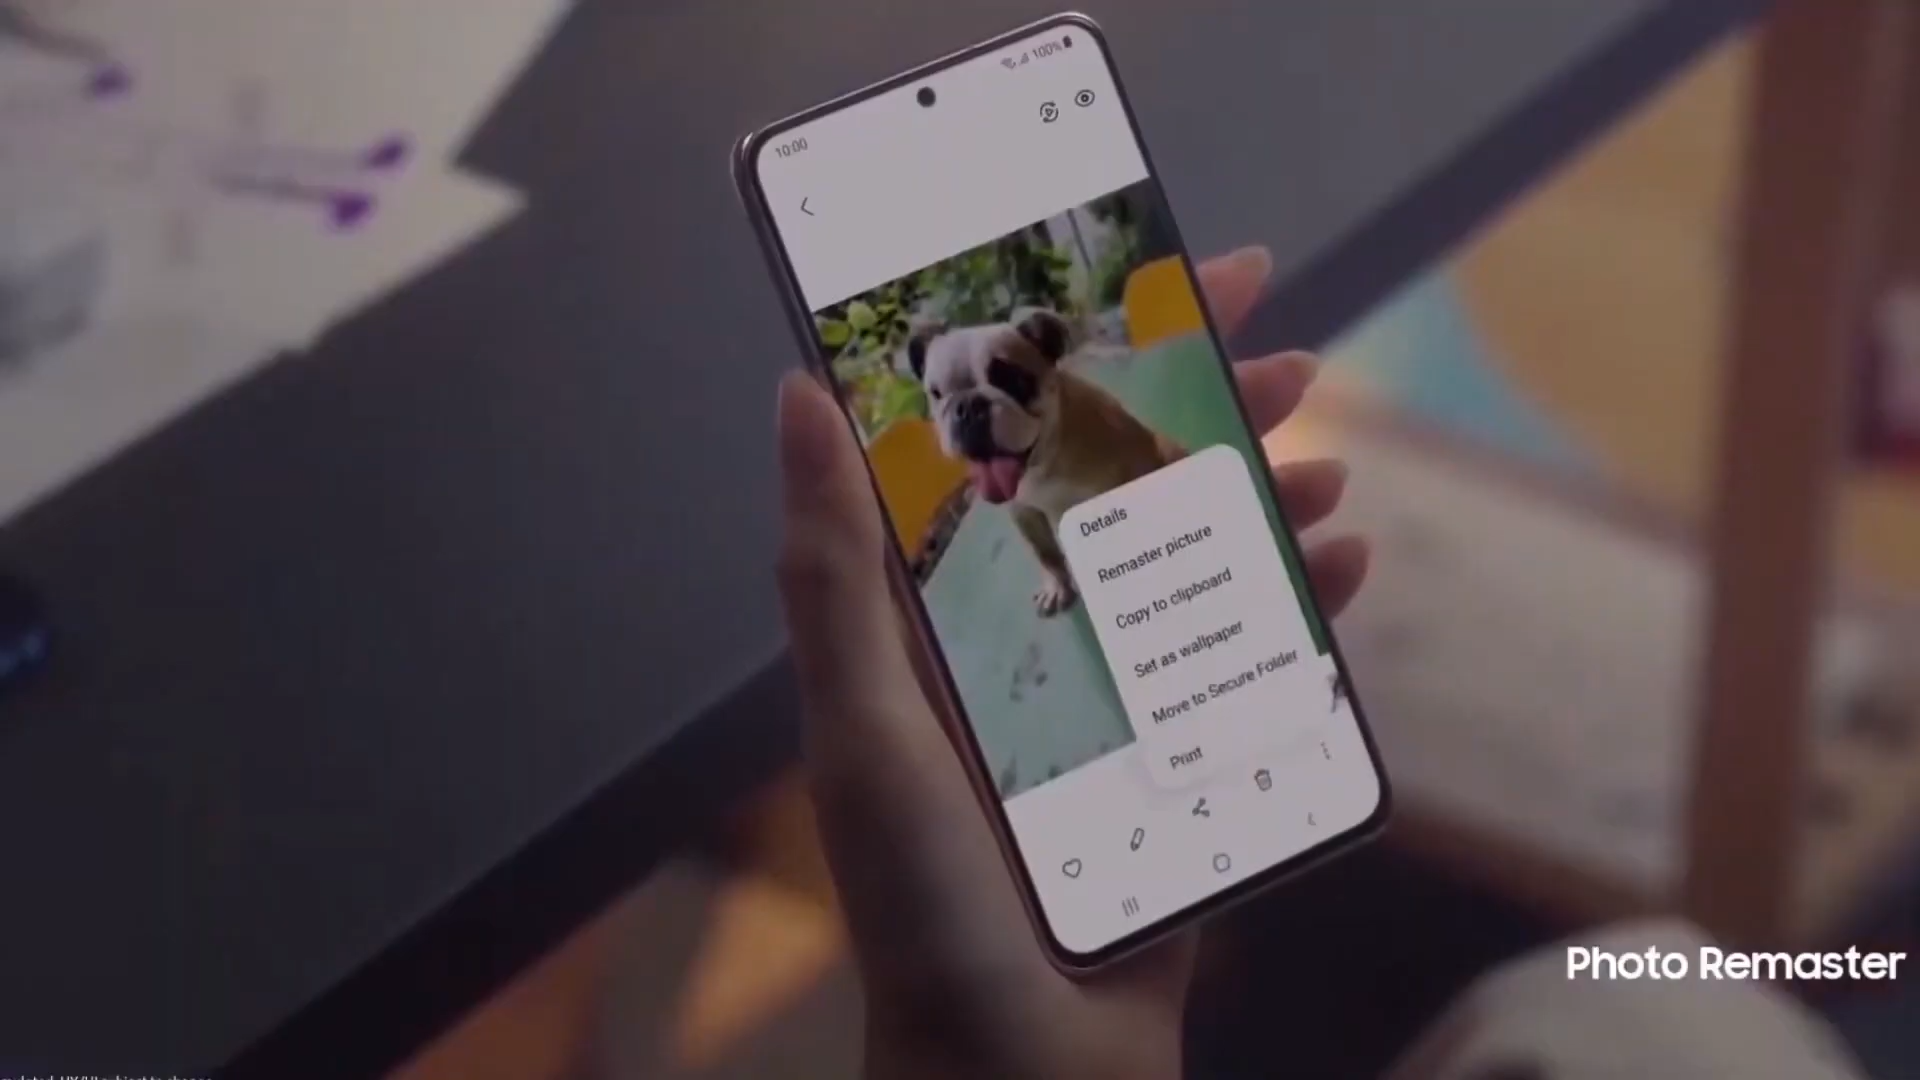 100%
10:00
Details
Remaster picture
Copy to clipboard
Set as wallpaper
Move to Secure Folder
Print
Photo Remaster